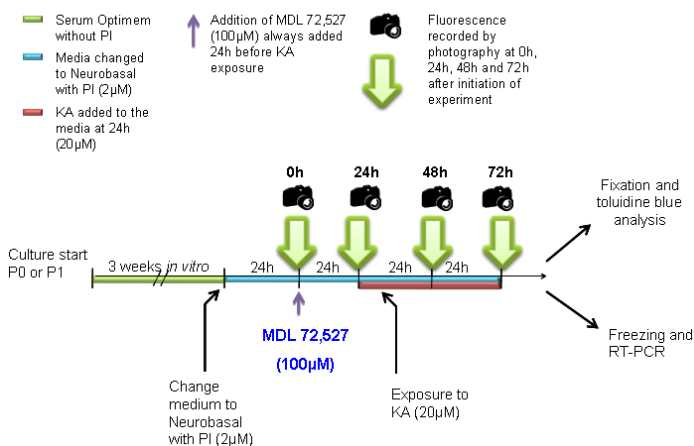 Serum Optimem
without PI
Media changed
to Neurobasal
with PI (2µM)
KA added to the
media at 24h
(20µM)
Addition of MDL 72,527
(100µM) always added
24h before KA
exposure
Fluorescence
recorded by
photography at 0h,
24h, 48h and 72h
after initiation of
experiment
0h
24h
48h
72h
Fixation and
toluidine blue
analysis
Culture start
P0 or P1
3 weeks in vitro
24h
24h
24h
24h
MDL 72,527
(100µM)
Freezing and
RT-PCR
Change
medium to
Neurobasal
with PI (2µM)
Exposure to
KA (20µM)